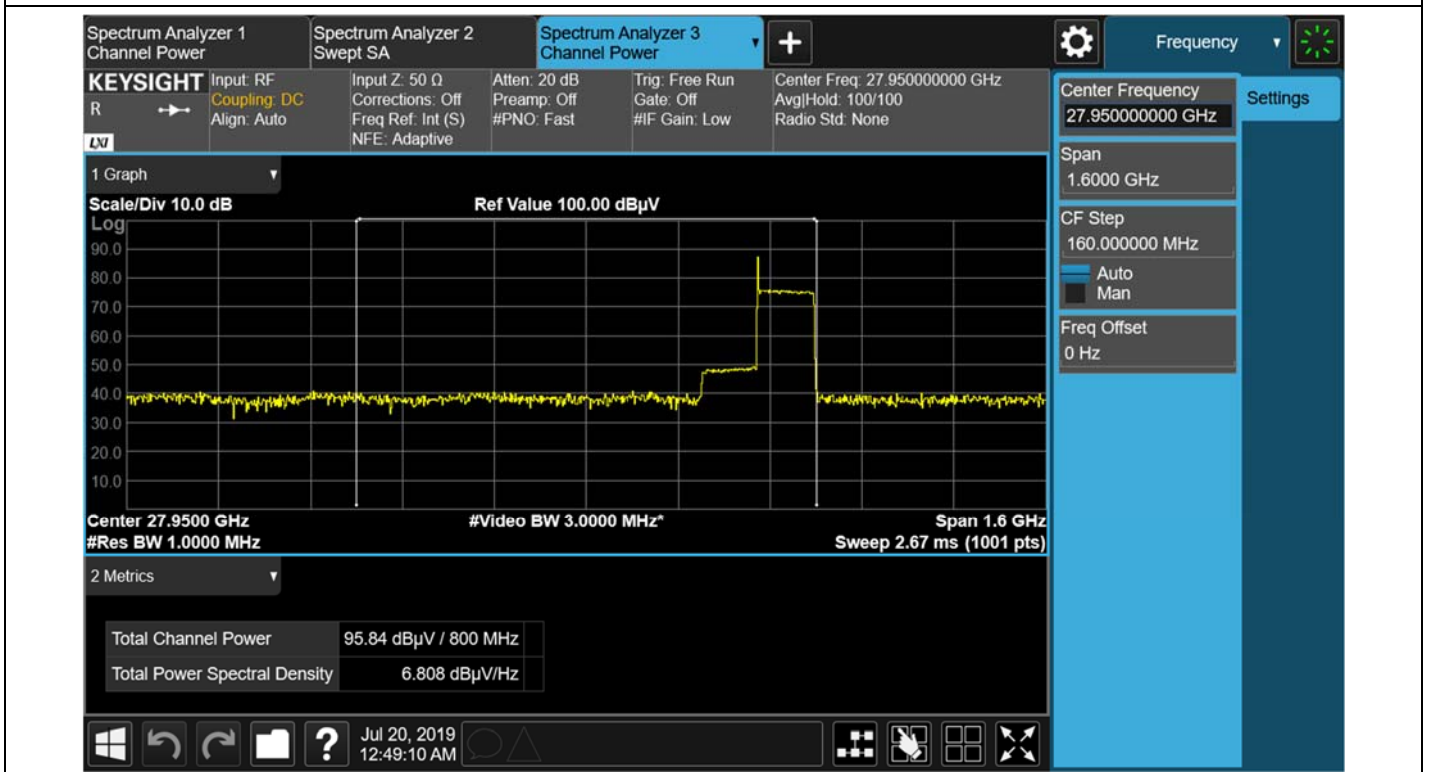 Spectrum Analyzer 1
Channel Power
Spectrum Analyzer 2
Swept SA
Spectrum Analyzer 3
Channel Power
Frequency
KEYSIGHT
R
LXI
Input: RF
Coupling: DC
Align: Auto
Input Z: 50 Ω
Corrections: Off
Freq Ref: Int (S)
NFE: Adaptive
Atten: 20 dB
Preamp: Off
#PNO: Fast
Trig: Free Run
Gate: Off
#IF Gain: Low
Center Freq: 27.950000000 GHz
Avg|Hold: 100/100
Radio Std: None
Center Frequency
27.950000000 GHz
Settings
Span
1.6000 GHz
CF Step
160.000000 MHz
Auto
Man
Freq Offset
0 Hz
1 Graph
Scale/Div 10.0 dB
Ref Value 100.00 dBµV
Log
90.0
80.0
70.0
60.0
50.0
40.0
30.0
20.0
10.0
Center 27.9500 GHz
#Video BW 3.0000 MHz*
Span 1.6 GHz
#Res BW 1.0000 MHz
Sweep 2.67 ms (1001 pts)
2 Metrics
Total Channel Power 95.84 dBµV / 800 MHz
Total Power Spectral Density 6.808 dBµV/Hz
?
Jul 20, 2019
12:49:10 AM